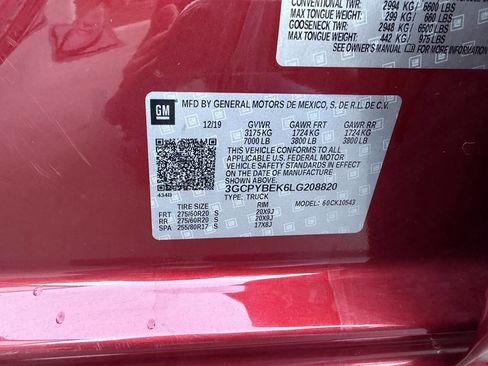 CONVENTIONAL TWR: 2994 KG / 6600 LBS
MAX TONGUE WEIGHT: 299 KG / 660 LBS
GOOSENECK TWR: 2948 KG / 6500 LBS
MAX TONGUE WEIGHT: 442 KG / 975 LBS
SEE OWNER'S MANUAL FOR MORE
GM
MFD BY GENERAL MOTORS DE MEXICO, S. DE R.L. DE C.V.
12/19 GVWR GAWR FRT GAWR RR
3175 KG 1724 KG 1724 KG
7000 LB 3800 LB 3800 LB
THIS VEHICLE CONFORMS TO ALL
APPLICABLE U.S. FEDERAL MOTOR
VEHICLE SAFETY STANDARDS IN
EFFECT ON THE DATE OF
MANUFACTURE SHOWN ABOVE.
3GCPYBEK6LG208820
434B TYPE: TRUCK
TIRE SIZE RIM MODEL: 60CK10543
FRT 275/60R20 S 20X9J
RR 275/60R20 S 20X9J
SPA 255/80R17 S 17X8J